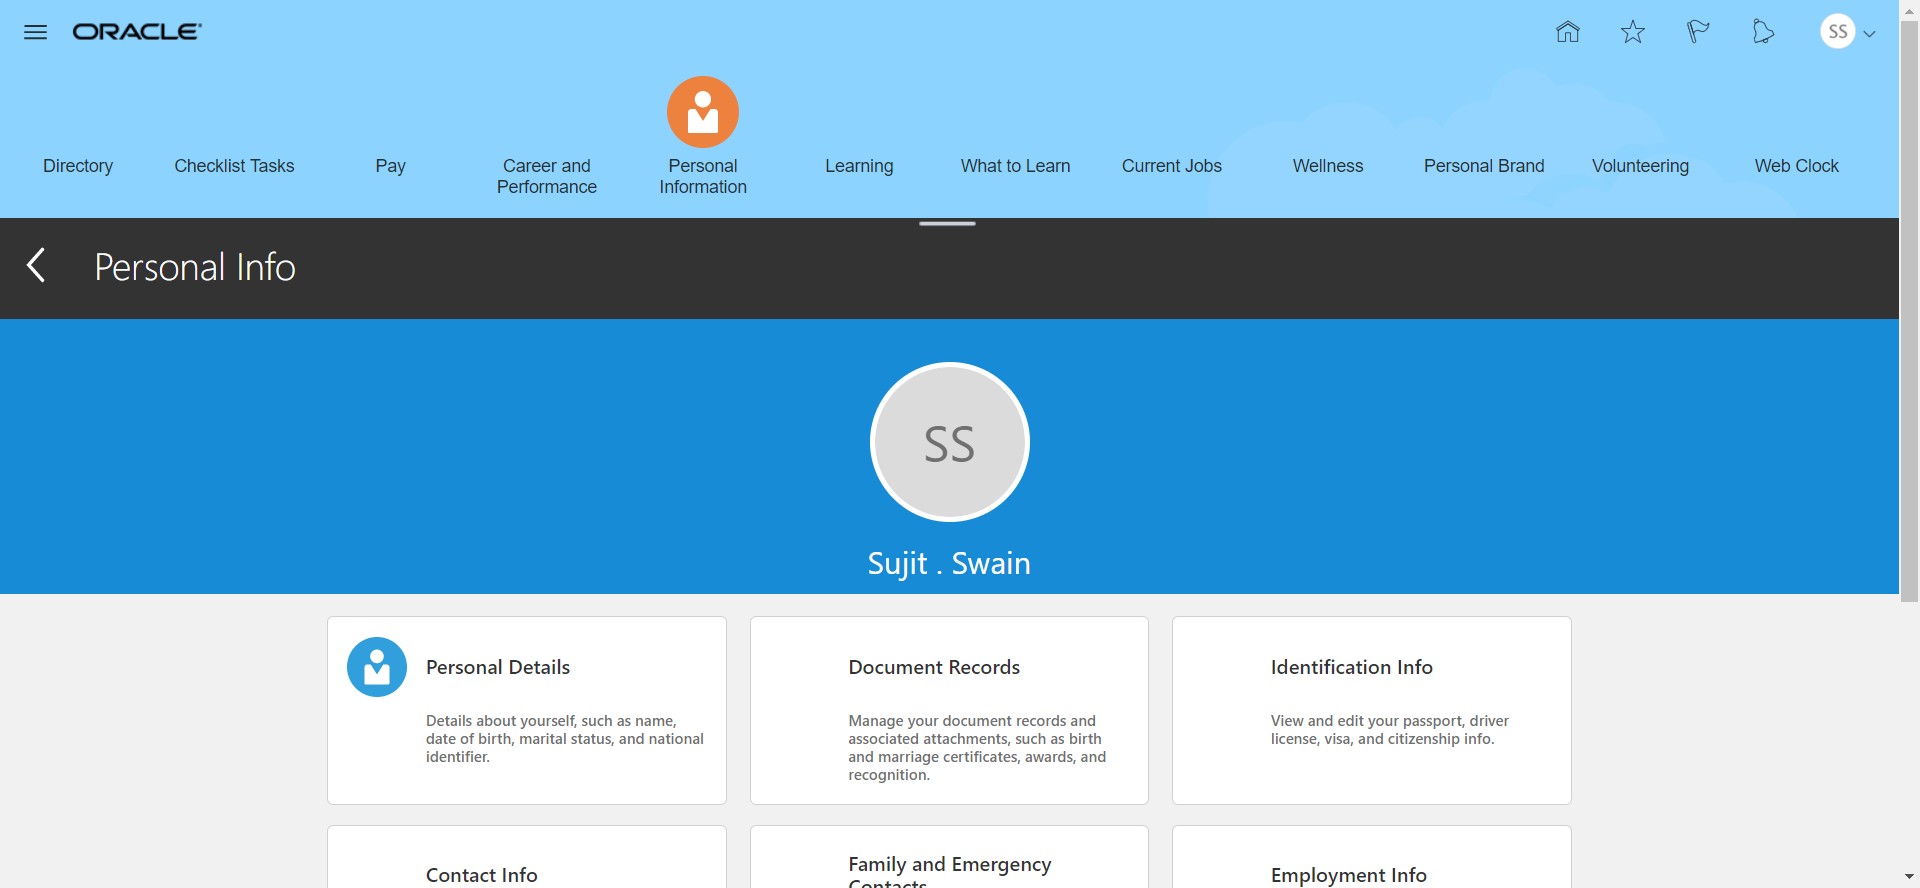 ORACLE
SS
Directory
Checklist Tasks
Pay
Career and
Performance
Personal
Information
Learning
What to Learn
Current Jobs
Wellness
Personal Brand
Volunteering
Web Clock
Personal Info
SS
Sujit . Swain
Personal Details
Details about yourself, such as name,
date of birth, marital status, and national
identifier.
Document Records
Manage your document records and
associated attachments, such as birth
and marriage certificates, awards, and
recognition.
Identification Info
View and edit your passport, driver
license, visa, and citizenship info.
Contact Info
Family and Emergency
Contacts
Employment Info